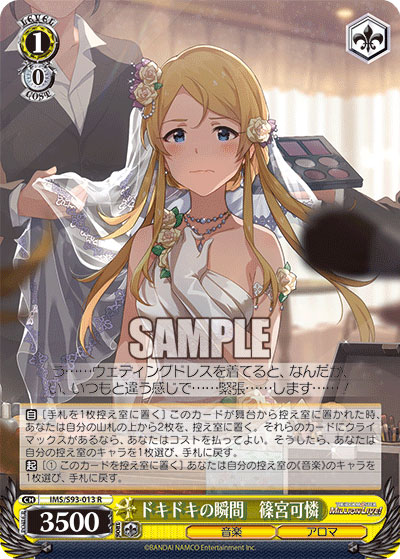 LEVEL
1
0
COST
SAMPLE
う……ウェディングドレスを着てると、なんだか、
い、いつもと違う感じで……緊張……します……!
自 [手札を1枚控え室に置く] このカードが舞台から控え室に置かれた時、
あなたは自分の山札の上から2枚を、控え室に置き、それらのカードにクライ
マックスがあるなら、あなたはコストを払ってよい。そうしたら、あなたは自分
の控え室のキャラを1枚選び、手札に戻す。
起 [① このカードを控え室に置く] あなたは自分の控え室の《音楽》のキャラを
1枚選び、手札に戻す。
CH IMS/S93-013 R
ドキドキの瞬間 篠宮可憐
THE IDOLM@STER MILLION LIVE!
3500
音楽
アロマ
©BANDAI NAMCO Entertainment Inc.